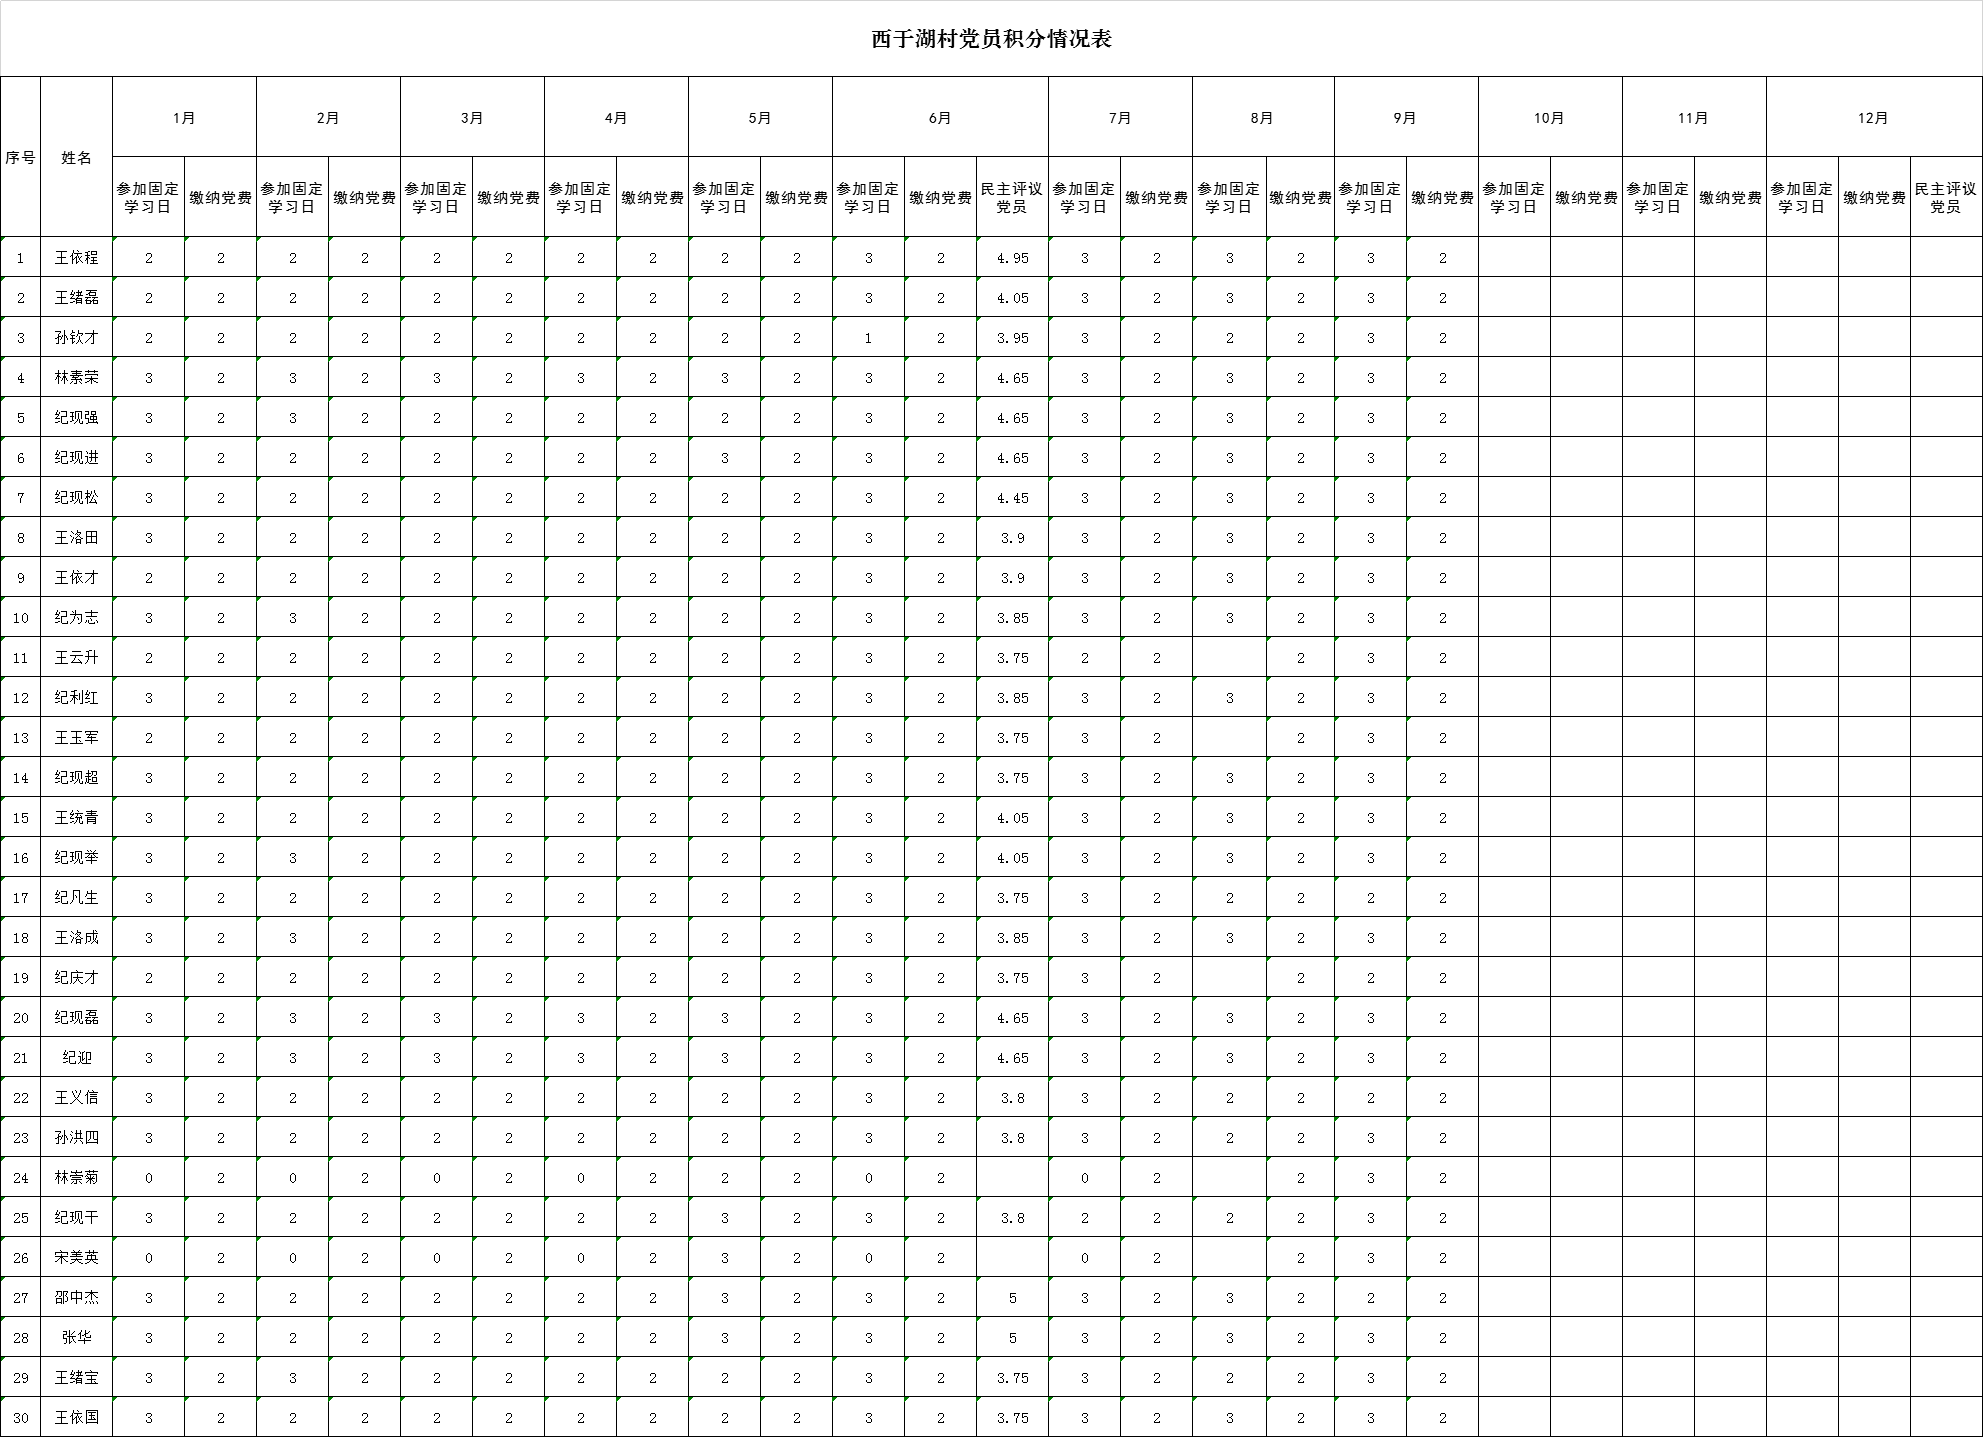 西于湖村党员积分情况表
序号 姓名 1月 2月 3月 4月 5月 6月 7月 8月 9月 10月 11月 12月
参加固定学习日 缴纳党费 参加固定学习日 缴纳党费 参加固定学习日 缴纳党费 参加固定学习日 缴纳党费 参加固定学习日 缴纳党费 参加固定学习日 缴纳党费 民主评议党员 参加固定学习日 缴纳党费 参加固定学习日 缴纳党费 参加固定学习日 缴纳党费 参加固定学习日 缴纳党费 参加固定学习日 缴纳党费 参加固定学习日 缴纳党费 民主评议党员
1 王依程 2 2 2 2 2 2 2 2 2 2 3 2 4.95 3 2 3 2 3 2
2 王绪磊 2 2 2 2 2 2 2 2 2 2 3 2 4.05 3 2 3 2 3 2
3 孙钦才 2 2 2 2 2 2 2 2 2 2 1 2 3.95 3 2 2 2 3 2
4 林素荣 3 2 3 2 3 2 3 2 3 2 3 2 4.65 3 2 3 2 3 2
5 纪现强 3 2 3 2 2 2 2 2 2 2 3 2 4.65 3 2 3 2 3 2
6 纪现进 3 2 2 2 2 2 2 2 3 2 3 2 4.65 3 2 3 2 3 2
7 纪现松 3 2 2 2 2 2 2 2 2 2 3 2 4.45 3 2 3 2 3 2
8 王洛田 3 2 2 2 2 2 2 2 2 2 3 2 3.9 3 2 3 2 3 2
9 王依才 2 2 2 2 2 2 2 2 2 2 3 2 3.9 3 2 3 2 3 2
10 纪为志 3 2 3 2 2 2 2 2 2 2 3 2 3.85 3 2 3 2 3 2
11 王云升 2 2 2 2 2 2 2 2 2 2 3 2 3.75 2 2 2 3 2
12 纪利红 3 2 2 2 2 2 2 2 2 2 3 2 3.85 3 2 3 2 3 2
13 王玉军 2 2 2 2 2 2 2 2 2 2 3 2 3.75 3 2 2 3 2
14 纪现超 3 2 2 2 2 2 2 2 2 2 3 2 3.75 3 2 3 2 3 2
15 王统青 3 2 2 2 2 2 2 2 2 2 3 2 4.05 3 2 3 2 3 2
16 纪现举 3 2 3 2 2 2 2 2 2 2 3 2 4.05 3 2 3 2 3 2
17 纪凡生 3 2 2 2 2 2 2 2 2 2 3 2 3.75 3 2 2 2 2 2
18 王洛成 3 2 3 2 2 2 2 2 2 2 3 2 3.85 3 2 3 2 3 2
19 纪庆才 2 2 2 2 2 2 2 2 2 2 3 2 3.75 3 2 2 2 2
20 纪现磊 3 2 3 2 3 2 3 2 3 2 3 2 4.65 3 2 3 2 3 2
21 纪迎 3 2 3 2 3 2 3 2 3 2 3 2 4.65 3 2 3 2 3 2
22 王义信 3 2 2 2 2 2 2 2 2 2 3 2 3.8 3 2 2 2 2 2
23 孙洪四 3 2 2 2 2 2 2 2 2 2 3 2 3.8 3 2 2 2 3 2
24 林崇菊 0 2 0 2 0 2 0 2 2 2 0 2 0 2 2 3 2
25 纪现干 3 2 2 2 2 2 2 2 3 2 3 2 3.8 2 2 2 2 3 2
26 宋美英 0 2 0 2 0 2 0 2 3 2 0 2 0 2 2 3 2
27 邵中杰 3 2 2 2 2 2 2 2 3 2 3 2 5 3 2 3 2 2 2
28 张华 3 2 2 2 2 2 2 2 3 2 3 2 5 3 2 3 2 3 2
29 王绪宝 3 2 3 2 2 2 2 2 2 2 3 2 3.75 3 2 2 2 3 2
30 王依国 3 2 2 2 2 2 2 2 2 2 3 2 3.75 3 2 3 2 3 2